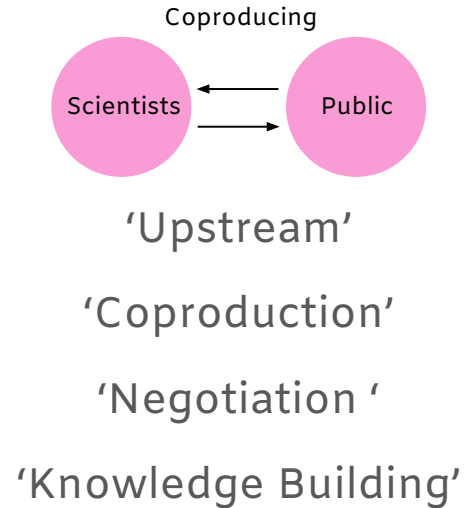 Coproducing
Scientists
Public
‘Upstream’
‘Coproduction’
‘Negotiation ‘
‘Knowledge Building’